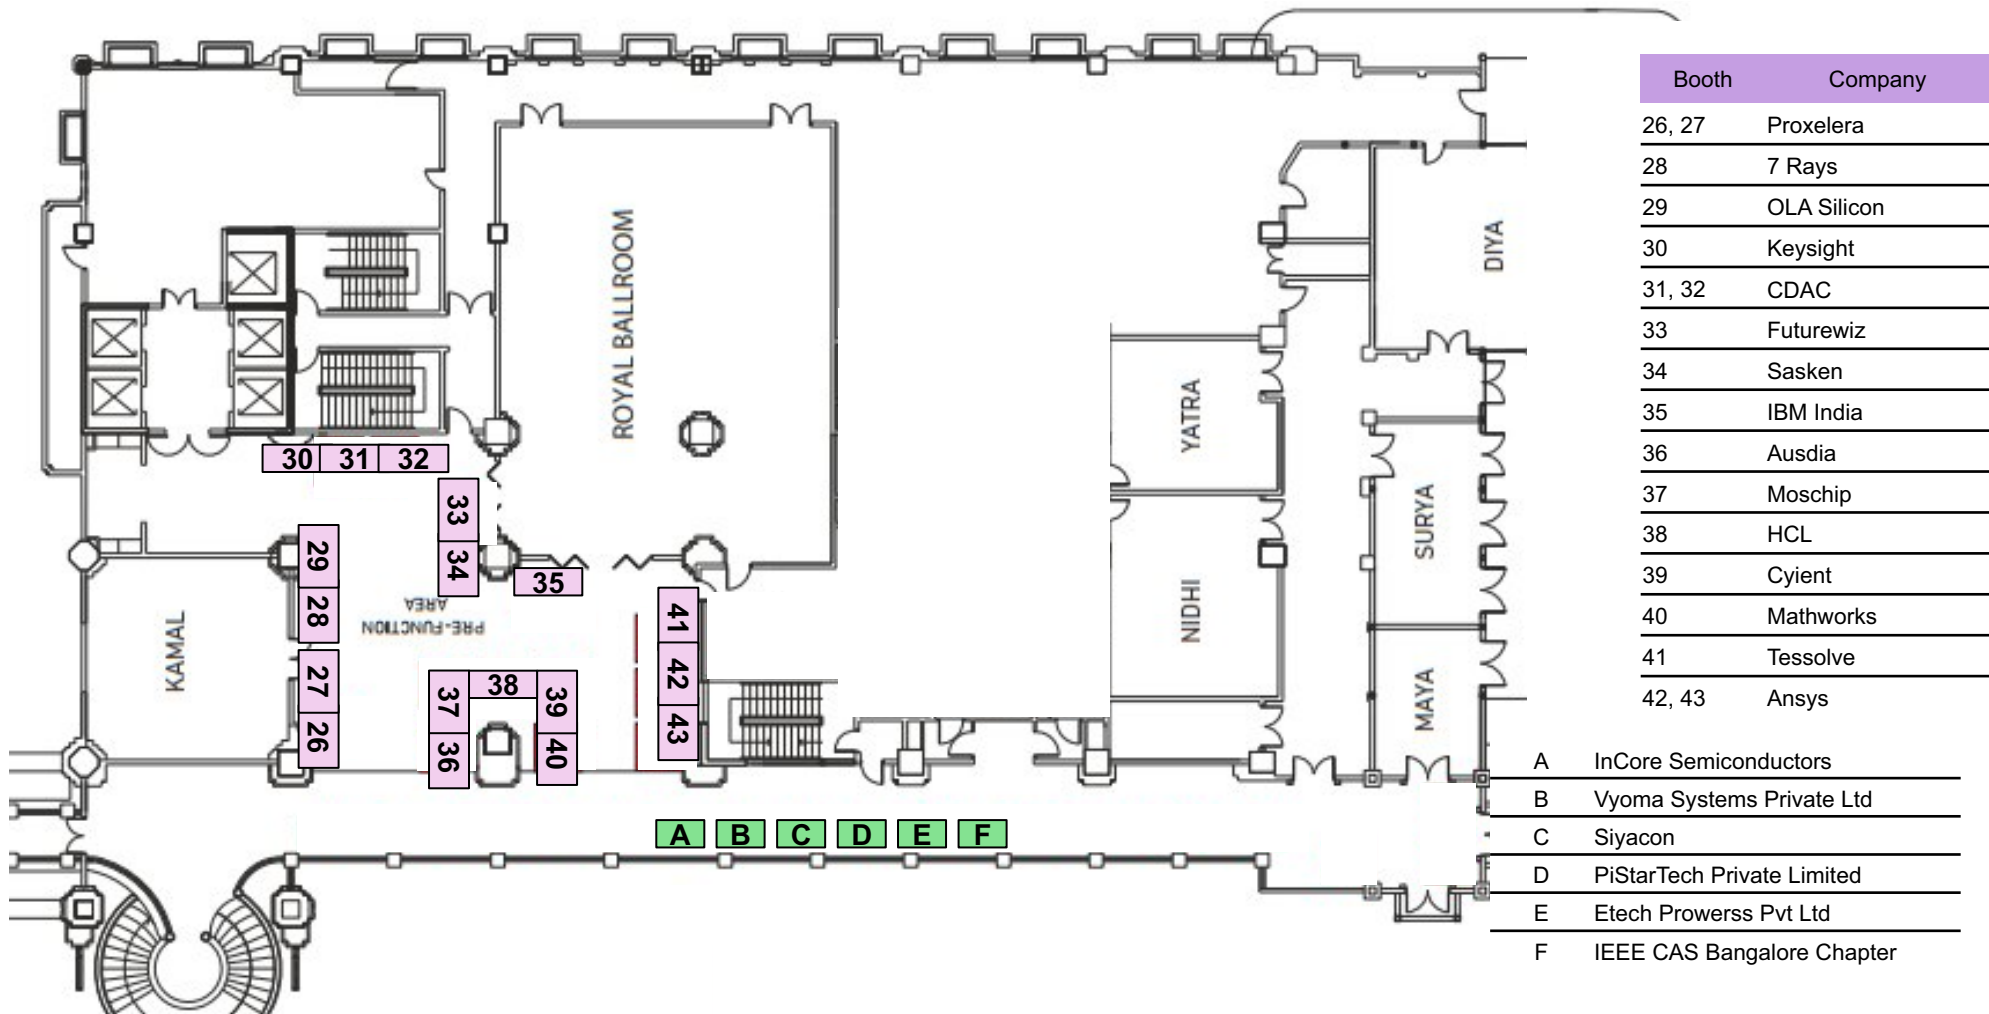 ROYAL BALLROOM
DIYA
YATRA
SURYA
NIDHI
MAYA
KAMAL
PRE-FUNCTION
AREA
30 31 32
33
34
35
29
28
27
26
37
38
39
36
40
41
42
43
A B C D E F
Booth Company
26, 27 Proxelera
28 7 Rays
29 OLA Silicon
30 Keysight
31, 32 CDAC
33 Futurewiz
34 Sasken
35 IBM India
36 Ausdia
37 Moschip
38 HCL
39 Cyient
40 Mathworks
41 Tessolve
42, 43 Ansys
A InCore Semiconductors
B Vyoma Systems Private Ltd
C Siyacon
D PiStarTech Private Limited
E Etech Prowerss Pvt Ltd
F IEEE CAS Bangalore Chapter